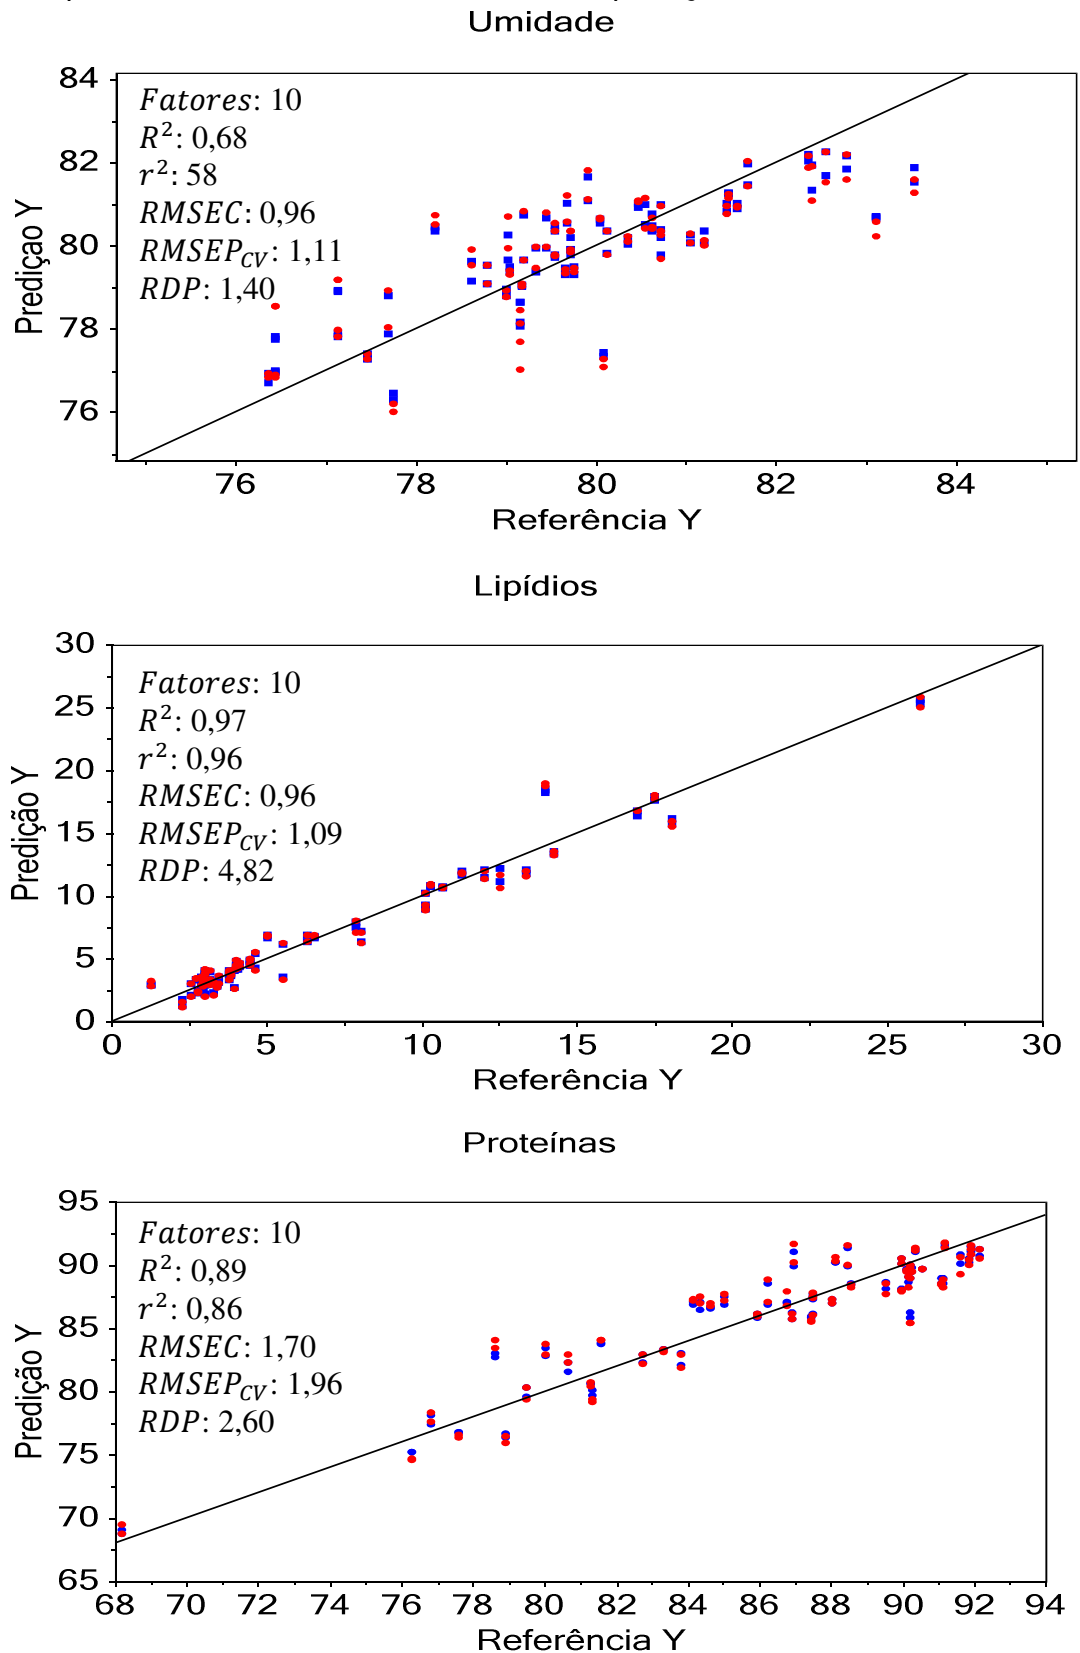 Umidade
84
82
80
78
76
Predição Y
Fatores: 10
R²: 0,68
r²: 58
RMSEC: 0,96
RMSEP_CV: 1,11
RDP: 1,40
76 78 80 82 84
Referência Y
Lipídios
30
25
20
15
10
5
0
Predição Y
Fatores: 10
R²: 0,97
r²: 0,96
RMSEC: 0,96
RMSEP_CV: 1,09
RDP: 4,82
0 5 10 15 20 25 30
Referência Y
Proteínas
95
90
85
80
75
70
65
Predição Y
Fatores: 10
R²: 0,89
r²: 0,86
RMSEC: 1,70
RMSEP_CV: 1,96
RDP: 2,60
68 70 72 74 76 78 80 82 84 86 88 90 92 94
Referência Y